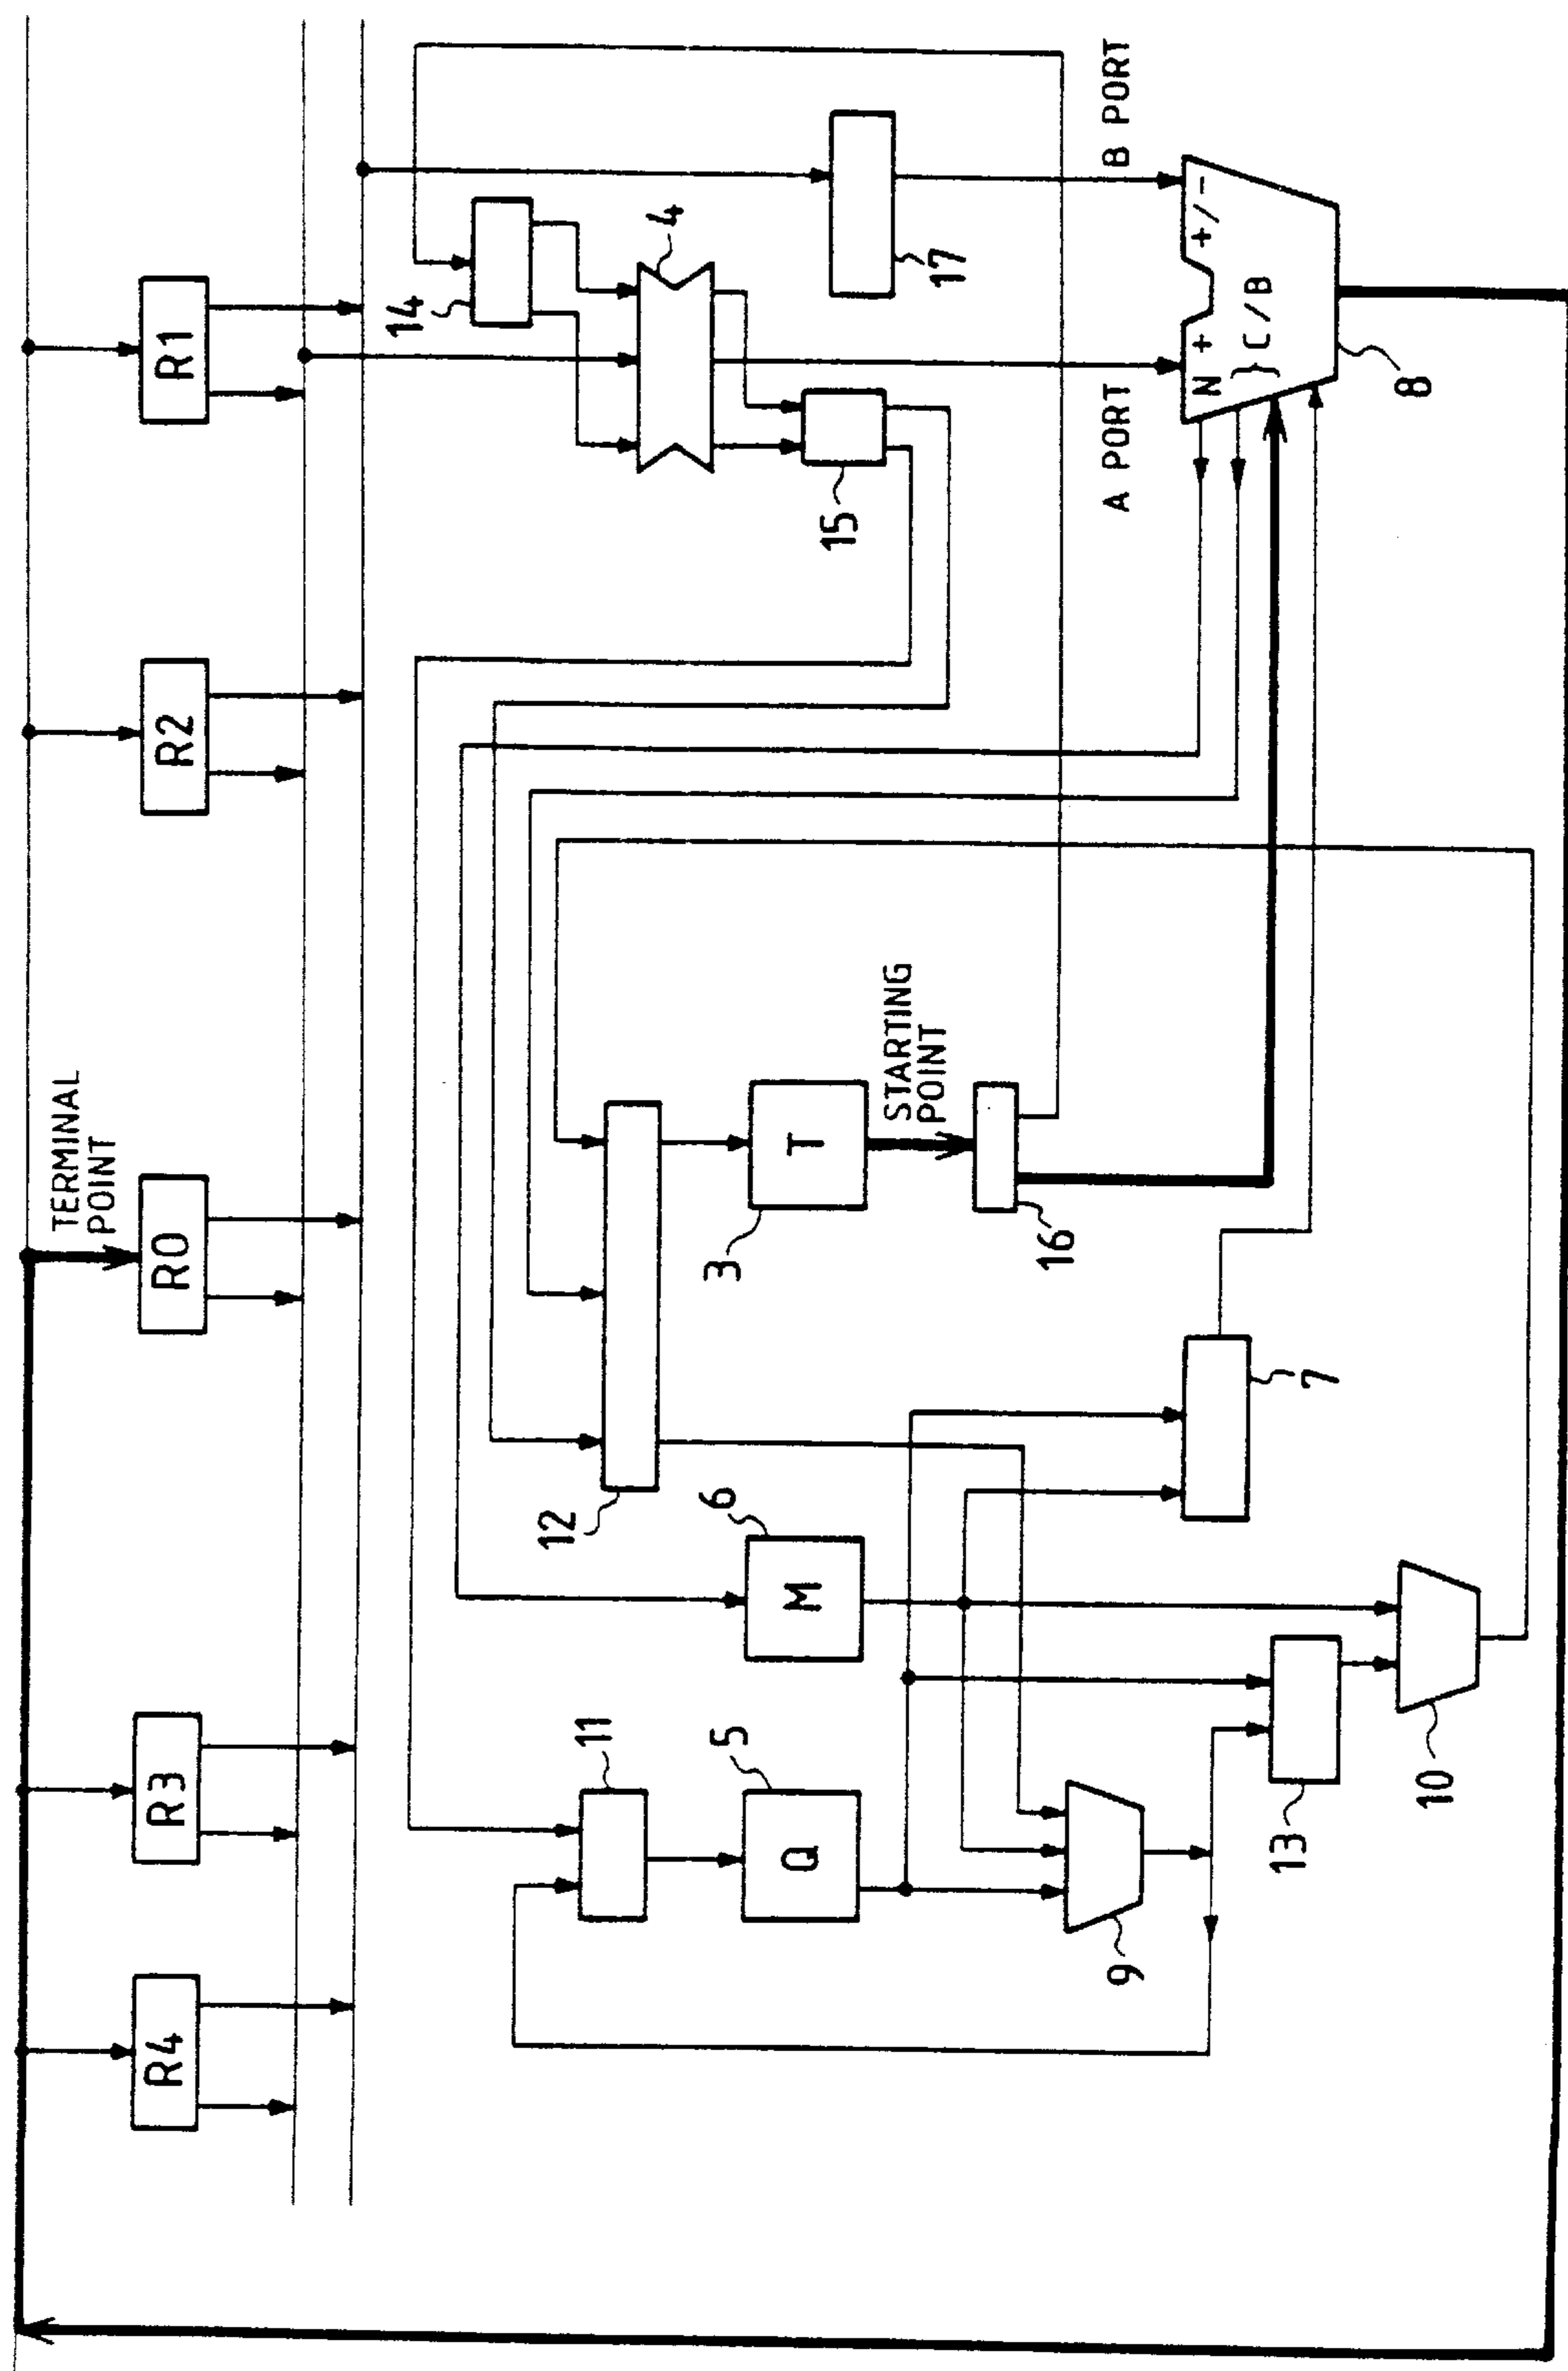 R4
R3
R0
R2
R1
TERMINAL
POINT
14
4
11
12
5
Q
6
M
3
T
STARTING
POINT
15
17
16
9
7
13
10
A PORT
B PORT
N + +/-
} C/B
8